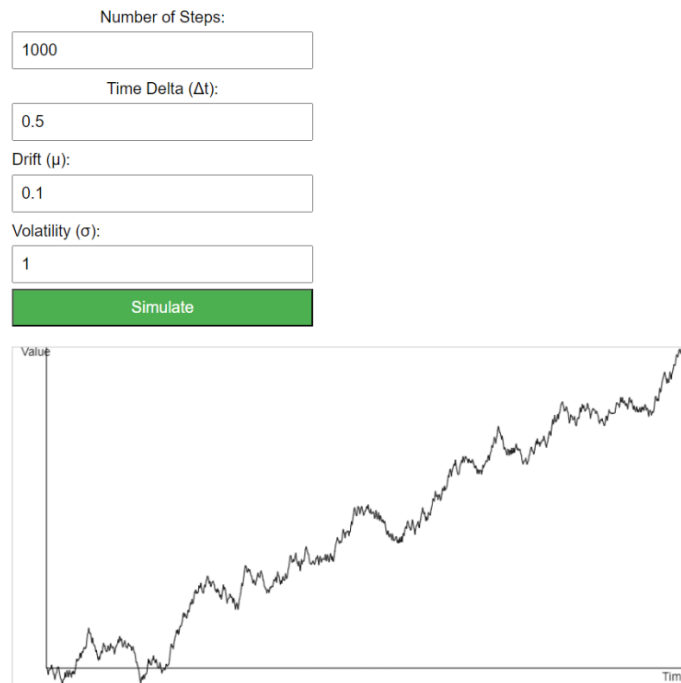 Number of Steps:
1000
Time Delta (Δt):
0.5
Drift (μ):
0.1
Volatility (σ):
1
Simulate
Value
Tim